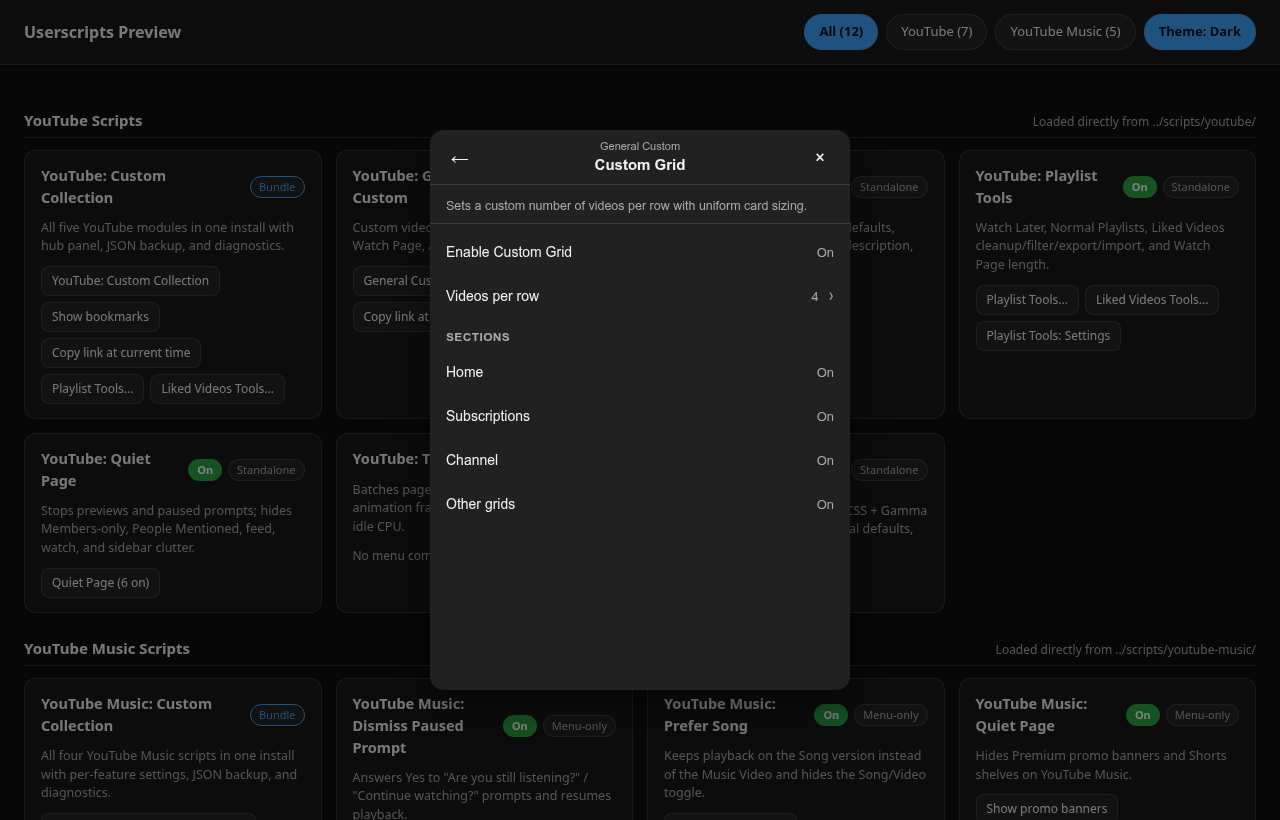 Userscripts Preview
All (12)
YouTube (7)
YouTube Music (5)
Theme: Dark
YouTube Scripts
Loaded directly from ../scripts/youtube/
YouTube: Custom
Collection
Bundle
All five YouTube modules in one install with
hub panel, JSON backup, and diagnostics.
YouTube: Custom Collection
Show bookmarks
Copy link at current time
Playlist Tools...
Liked Videos Tools...
Custom
Custom video
Watch Page,
General Cus
Copy link at
Standalone
YouTube: Playlist
Tools
On
Standalone
Watch Later, Normal Playlists, Liked Videos
cleanup/filter/export/import, and Watch
Page length.
Playlist Tools...
Liked Videos Tools...
Playlist Tools: Settings
General Custom
←
Custom Grid
×
Sets a custom number of videos per row with uniform card sizing.
Enable Custom Grid
On
Videos per row
4 ›
SECTIONS
Home
On
Subscriptions
On
Channel
On
Other grids
On
YouTube: Quiet
Page
On
Standalone
Stops previews and paused prompts; hides
Members-only, People Mentioned, feed,
watch, and sidebar clutter.
Quiet Page (6 on)
YouTube: T
Batches page
animation fra
idle CPU.
No menu com
Standalone
CSS + Gamma
al defaults,
YouTube Music Scripts
Loaded directly from ../scripts/youtube-music/
YouTube Music: Custom
Collection
Bundle
All four YouTube Music scripts in one install
with per-feature settings, JSON backup, and
diagnostics.
YouTube Music:
Dismiss Paused
Prompt
On
Menu-only
Answers Yes to "Are you still listening?" /
"Continue watching?" prompts and resumes
playback.
YouTube Music:
Prefer Song
On
Menu-only
Keeps playback on the Song version instead
of the Music Video and hides the Song/Video
toggle.
YouTube Music:
Quiet Page
On
Menu-only
Hides Premium promo banners and Shorts
shelves on YouTube Music.
Show promo banners